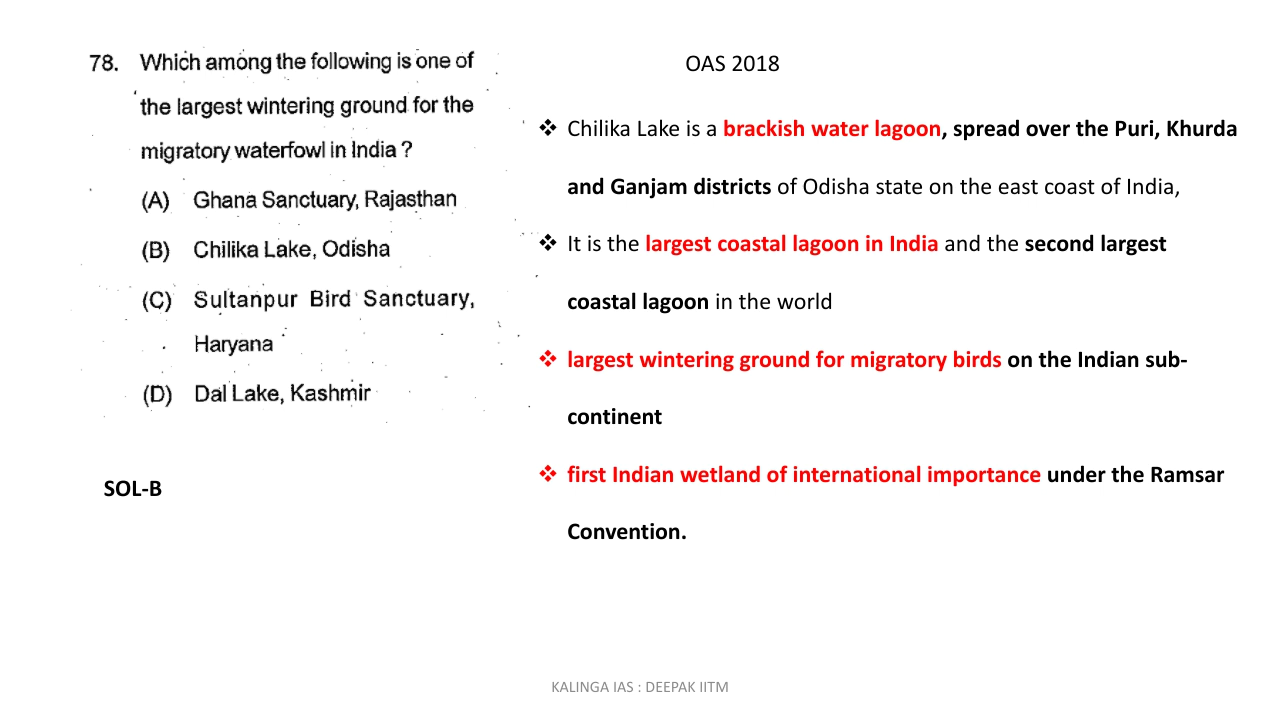 78. Which among the following is one of
the largest wintering ground for the
migratory waterfowl in India ?
(A) Ghana Sanctuary, Rajasthan
(B) Chilika Lake, Odisha
(C) Sultanpur Bird Sanctuary,
Haryana
(D) Dal Lake, Kashmir
SOL-B
OAS 2018
❖ Chilika Lake is a brackish water lagoon, spread over the Puri, Khurda
and Ganjam districts of Odisha state on the east coast of India,
❖ It is the largest coastal lagoon in India and the second largest
coastal lagoon in the world
❖ largest wintering ground for migratory birds on the Indian sub-
continent
❖ first Indian wetland of international importance under the Ramsar
Convention.
KALINGA IAS : DEEPAK IITM